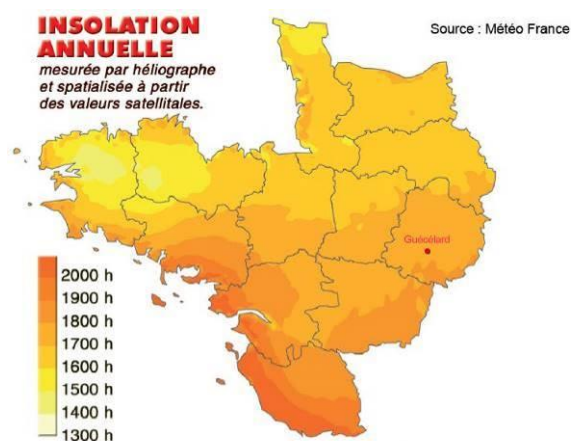 INSOLATION
ANNUELLE
mesurée par héliographe
et spatialisée à partir
des valeurs satellitales.
Source : Météo France
Guécélard
2000 h
1900 h
1800 h
1700 h
1600 h
1500 h
1400 h
1300 h